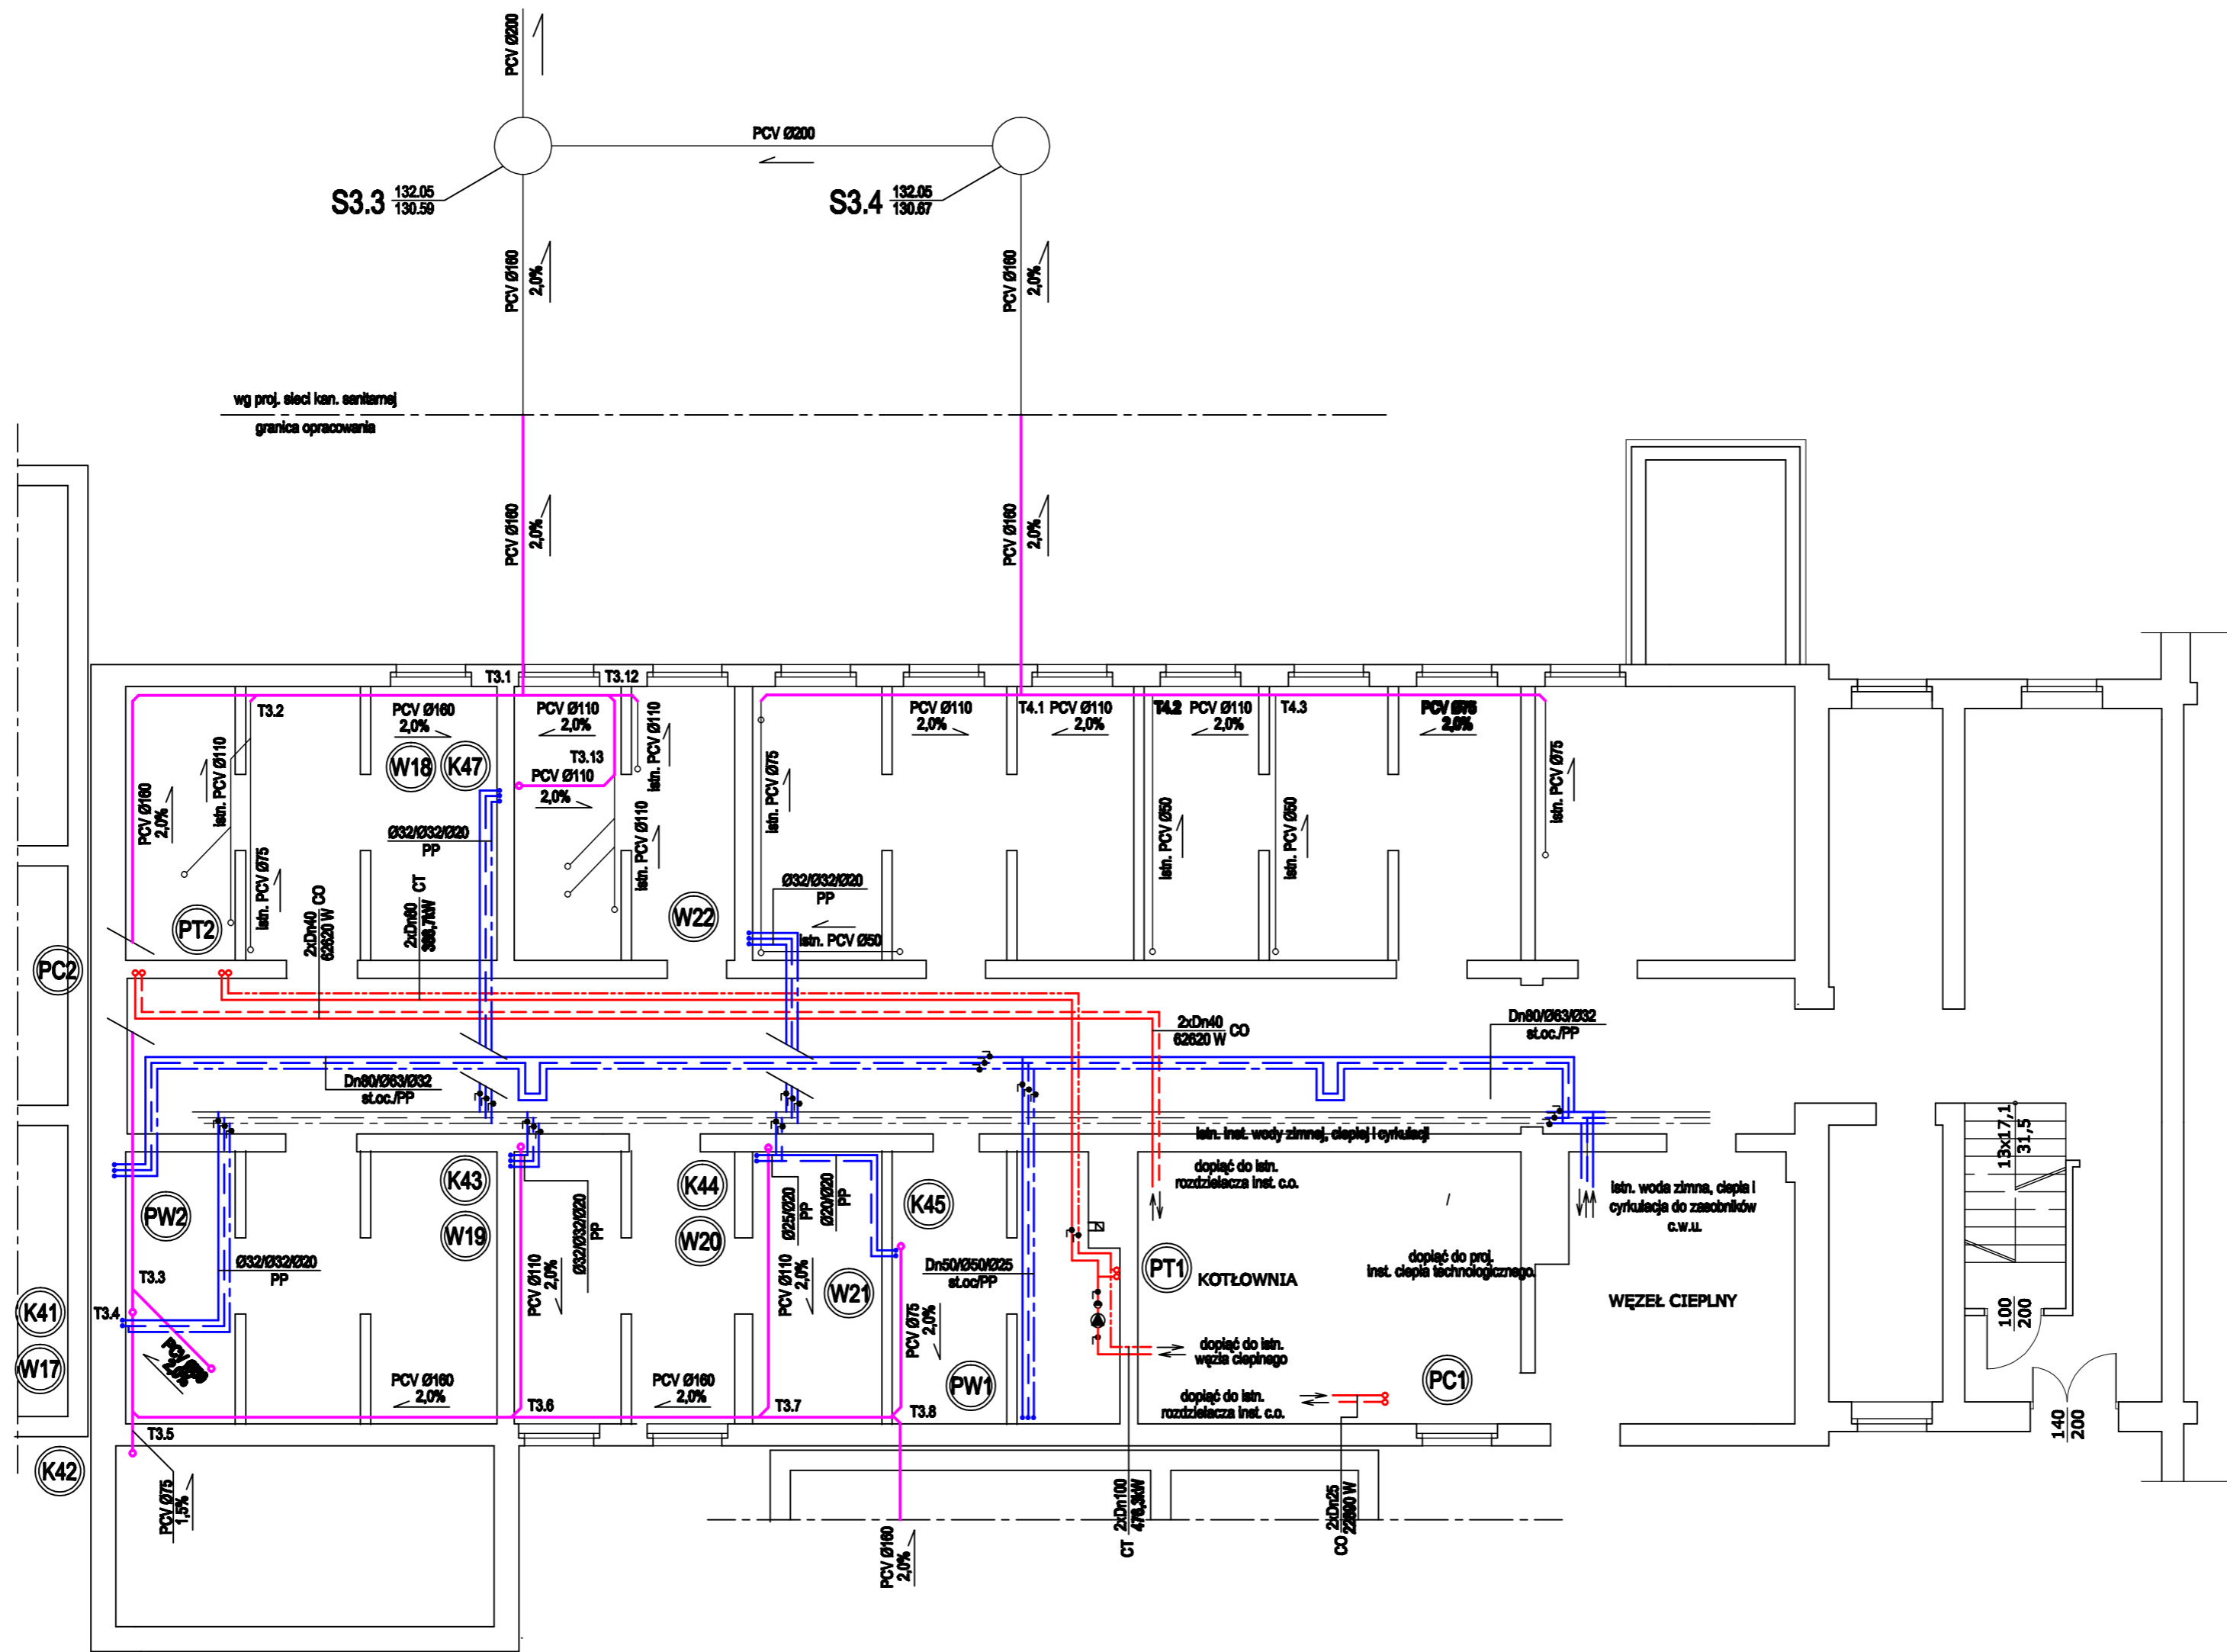 PCV Ø200
PCV Ø200
S3.3 132.05
130.59
S3.4 132.05
130.67
PCV Ø160
2,0%
PCV Ø160
2,0%
wg proj. sieci kan. sanitarnej
granica opracowania
PCV Ø160
2,0%
PCV Ø160
2,0%
T3.1
T3.12
T3.2
PCV Ø160
2,0%
PCV Ø110
2,0%
T3.13
PCV Ø110
2,0%
istn. PCV Ø110
PCV Ø110
2,0%
T4.1
PCV Ø110
2,0%
T4.2
PCV Ø110
2,0%
T4.3
PCV Ø75
2,0%
W18
K47
PCV Ø160
2,0%
istn. PCV Ø110
istn. PCV Ø75
Ø32/Ø32/Ø20
PP
istn. PCV Ø110
istn. PCV Ø75
istn. PCV Ø50
istn. PCV Ø50
istn. PCV Ø75
PT2
2xDn40
62620 W
CO
2xDn80
CT
W22
Ø32/Ø32/Ø20
PP
istn. PCV Ø50
PC2
2xDn40
62620 W
CO
Dn80/Ø63/Ø32
st.oc./PP
Dn80/Ø63/Ø32
st.oc./PP
istn. inst. wody zimnej, ciepłej i cyrkulacji
13x17,1
31,5
PW2
K43
W19
K44
W20
K45
W21
Ø32/Ø32/Ø20
PP
Ø32/Ø32/Ø20
PP
Ø25/Ø20
PP
Ø20/Ø20
PP
PCV Ø110
2,0%
PCV Ø110
2,0%
PCV Ø75
2,0%
Dn50/Ø50/Ø25
st.oc/PP
dopiąć do istn.
rozdzielacza inst. c.o.
PT1
KOTŁOWNIA
dopiąć do proj.
inst. ciepła technologicznego.
istn. woda zimna, ciepła i
cyrkulacja do zasobników
c.w.u.
WĘZEŁ CIEPLNY
100
200
T3.3
T3.4
K41
W17
K42
dopiąć do istn.
węzła cieplnego
dopiąć do istn.
rozdzielacza inst. c.o.
PC1
PW1
PCV Ø160
2,0%
T3.6
PCV Ø160
2,0%
T3.7
T3.8
T3.5
PCV Ø75
1,5%
PCV Ø160
2,0%
2xDn100
476,3kW
CT
2xDn25
CO
140
200